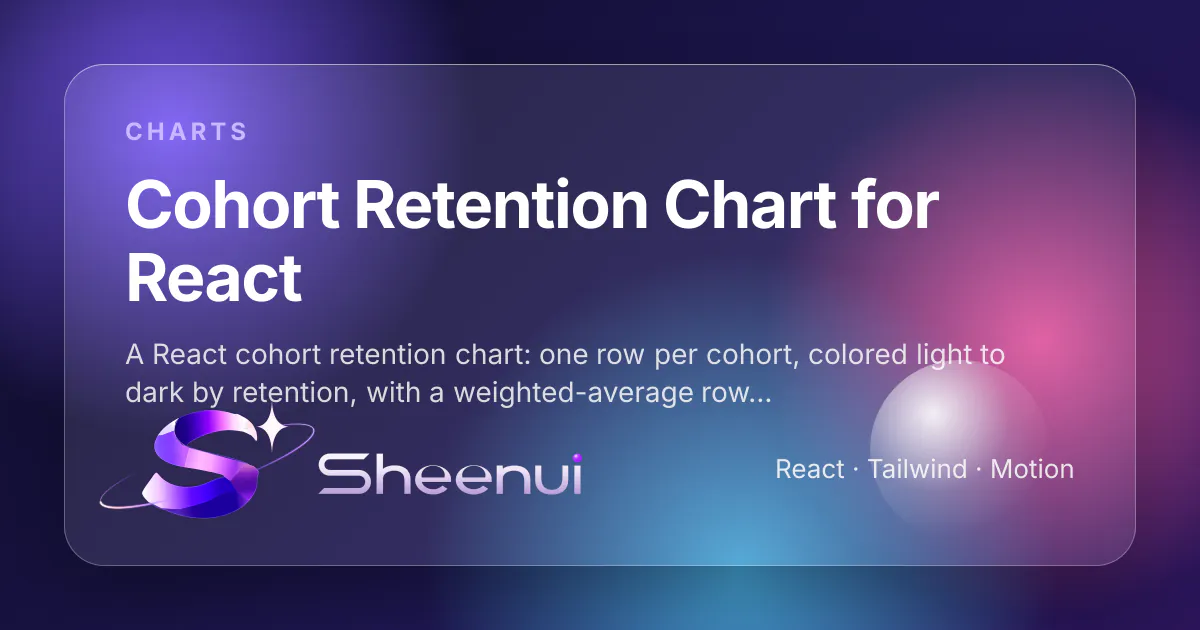 CHARTS
Cohort Retention Chart for
React
A React cohort retention chart: one row per cohort, colored light to
dark by retention, with a weighted-average row...
Sheenui
React · Tailwind · Motion